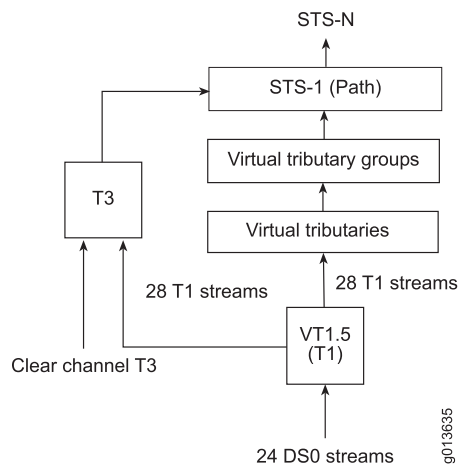 STS-N
STS-1 (Path)
Virtual tributary groups
T3
Virtual tributaries
28 T1 streams
28 T1 streams
VT1.5
(T1)
Clear channel T3
24 DS0 streams
g013635